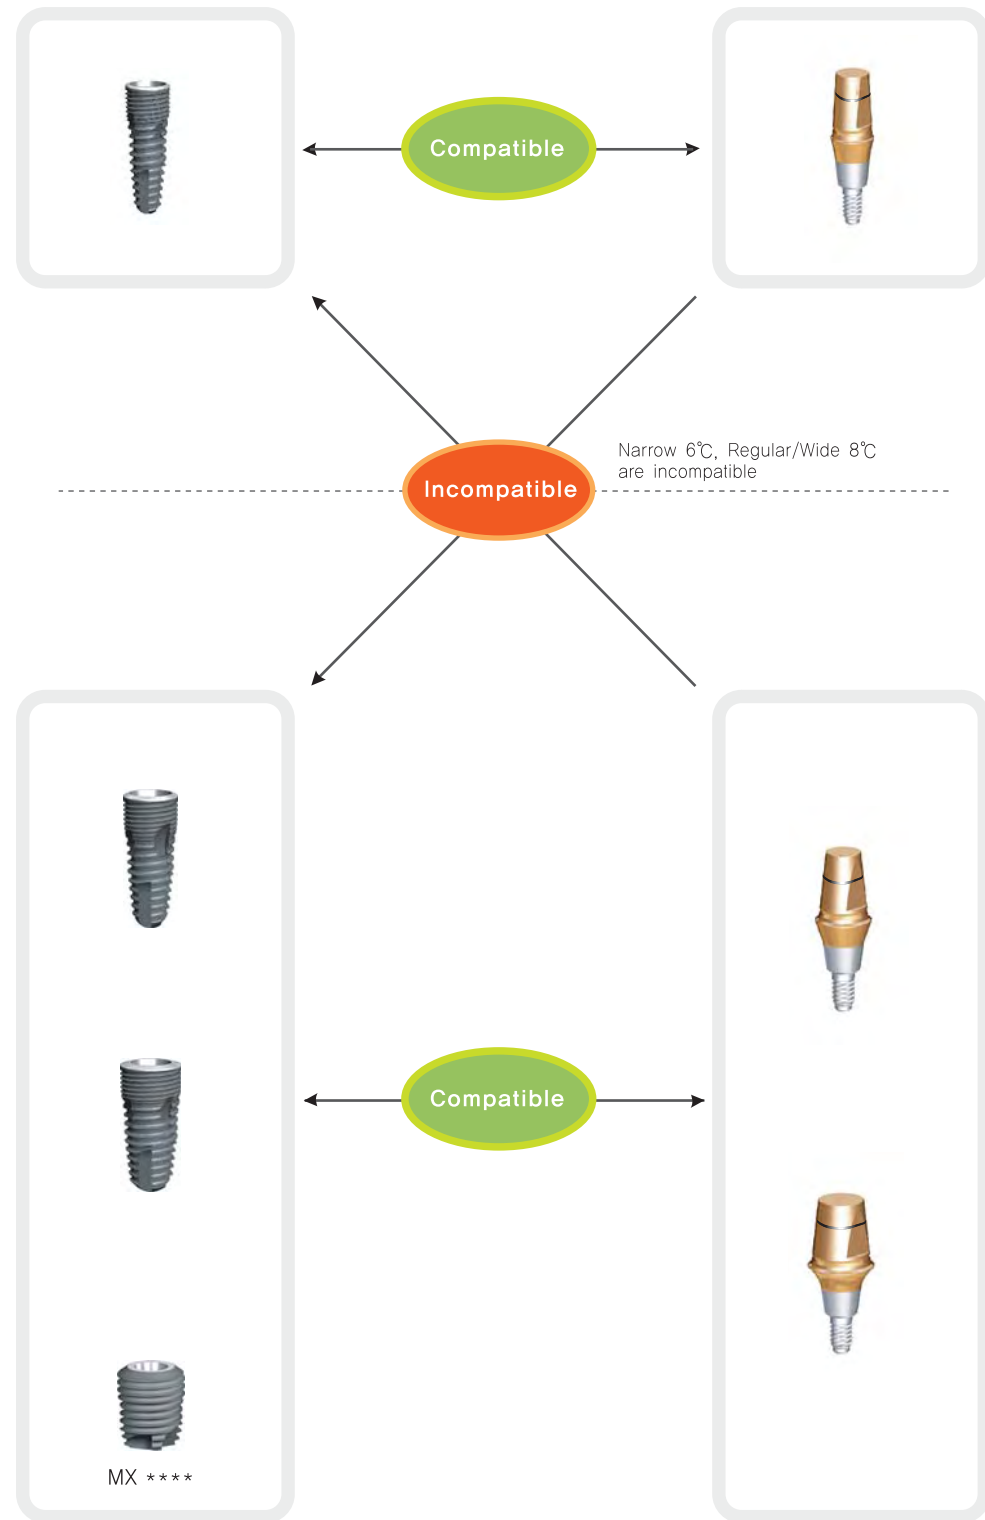 Compatible
Narrow 6℃, Regular/Wide 8℃
are incompatible
Incompatible
Compatible
MX ****